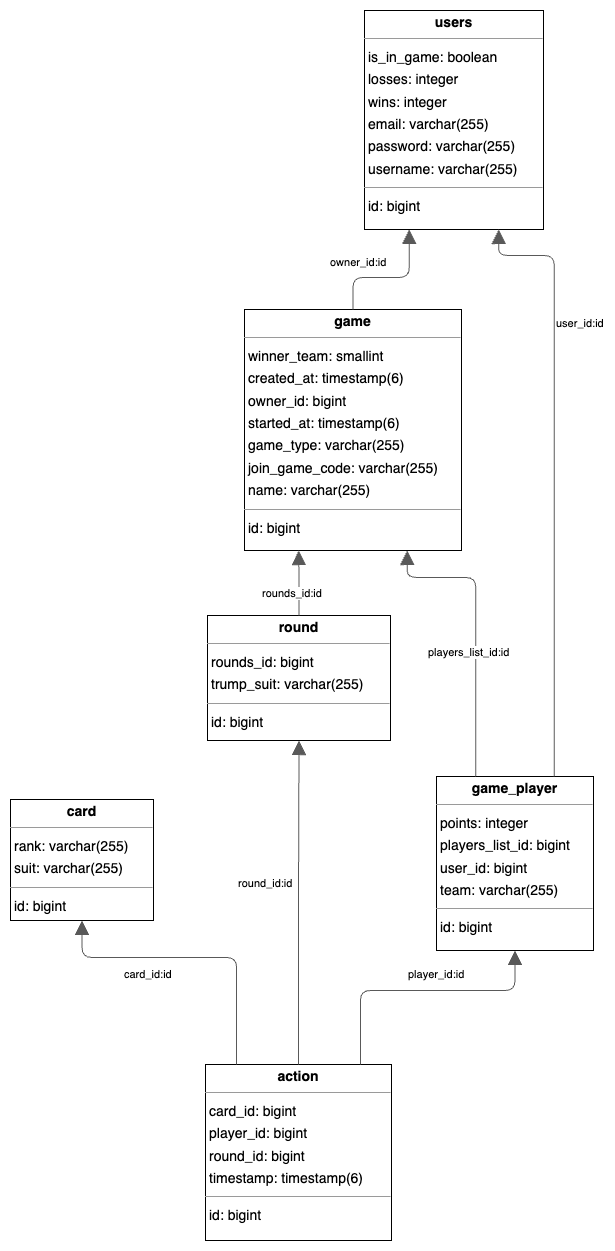 users
is_in_game: boolean
losses: integer
wins: integer
email: varchar(255)
password: varchar(255)
username: varchar(255)
id: bigint
owner_id:id
user_id:id
game
winner_team: smallint
created_at: timestamp(6)
owner_id: bigint
started_at: timestamp(6)
game_type: varchar(255)
join_game_code: varchar(255)
name: varchar(255)
id: bigint
rounds_id:id
players_list_id:id
round
rounds_id: bigint
trump_suit: varchar(255)
id: bigint
card
rank: varchar(255)
suit: varchar(255)
id: bigint
game_player
points: integer
players_list_id: bigint
user_id: bigint
team: varchar(255)
id: bigint
round_id:id
card_id:id
player_id:id
action
card_id: bigint
player_id: bigint
round_id: bigint
timestamp: timestamp(6)
id: bigint